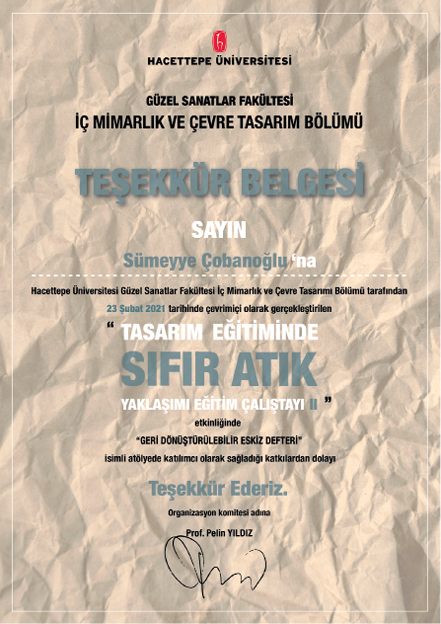 HACETTEPE ÜNİVERSİTESİ
GÜZEL SANATLAR FAKÜLTESİ
İÇ MİMARLIK VE ÇEVRE TASARIM BÖLÜMÜ
TEŞEKKÜR BELGESİ
SAYIN
Sümeyye Çobanoğlu 'na
Hacettepe Üniversitesi Güzel Sanatlar Fakültesi İç Mimarlık ve Çevre Tasarımı Bölümü tarafından
23 Şubat 2021 tarihinde çevrimiçi olarak gerçekleştirilen
“ TASARIM EĞİTİMİNDE
SIFIR ATIK
YAKLAŞIMI EĞİTİM ÇALIŞTAYI II ”
etkinliğinde
“GERİ DÖNÜŞTÜRÜLEBİLİR ESKİZ DEFTERİ”
isimli atölyede katılımcı olarak sağladığı katkılardan dolayı
Teşekkür Ederiz.
Organizasyon komitesi adına
Prof. Pelin YILDIZ